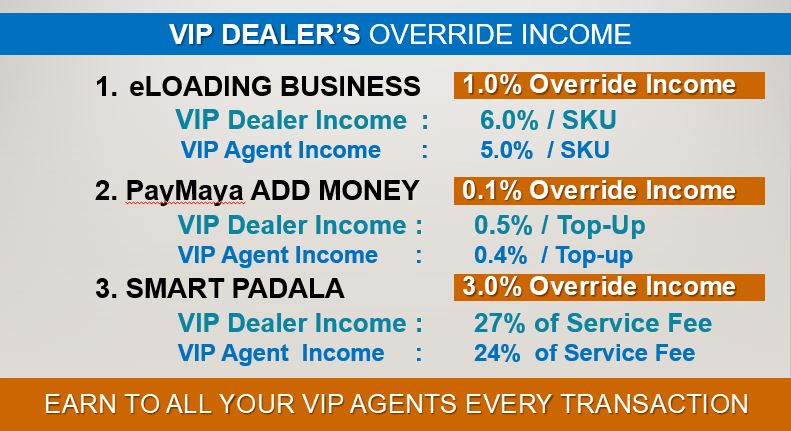 VIP DEALER'S OVERRIDE INCOME
1. eLOADING BUSINESS 1.0% Override Income
VIP Dealer Income : 6.0% / SKU
VIP Agent Income : 5.0% / SKU
2. PayMaya ADD MONEY 0.1% Override Income
VIP Dealer Income : 0.5% / Top-Up
VIP Agent Income : 0.4% / Top-up
3. SMART PADALA 3.0% Override Income
VIP Dealer Income : 27% of Service Fee
VIP Agent Income : 24% of Service Fee
EARN TO ALL YOUR VIP AGENTS EVERY TRANSACTION